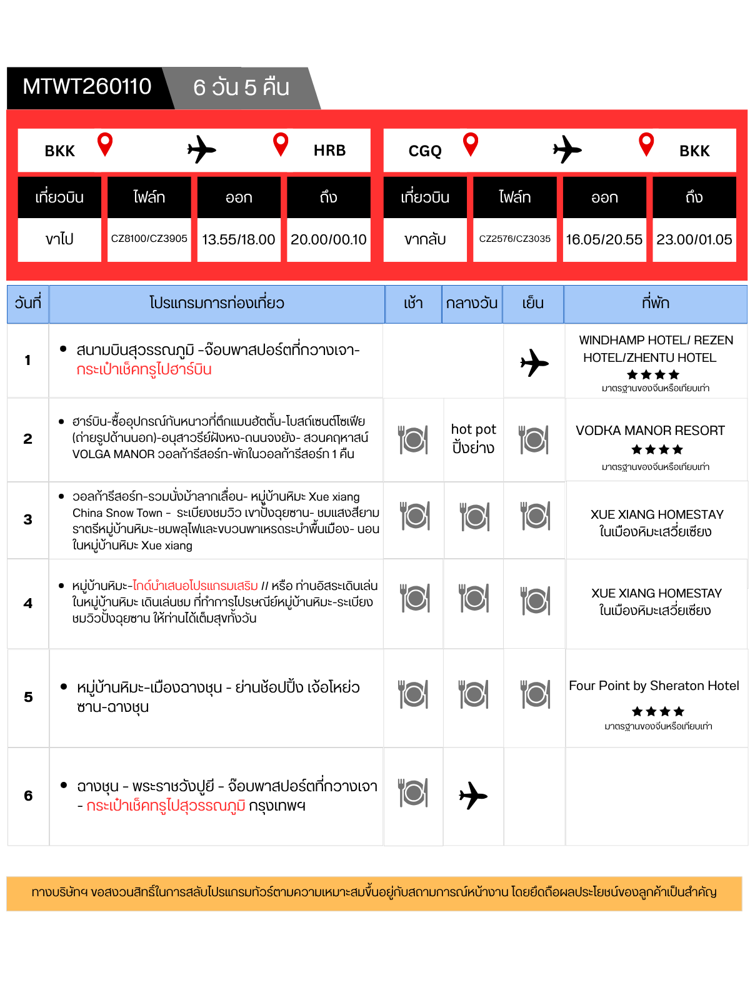 MTWT260110
6 วัน 5 คืน
BKK HRB CGQ BKK
เที่ยวบิน ไฟล์ท ออก ถึง เที่ยวบิน ไฟล์ท ออก ถึง
ขาไป CZ8100/CZ3905 13.55/18.00 20.00/00.10 ขากลับ CZ2576/CZ3035 16.05/20.55 23.00/01.05
วันที่ โปรแกรมการท่องเที่ยว เช้า กลางวัน เย็น ที่พัก
1
• สนามบินสุวรรณภูมิ -จ๊อบพาสปอร์ตที่กวางเจา-
กระเป๋าเช็คทรูไปฮาร์บิน
WINDHAMP HOTEL/ REZEN
HOTEL/ZHENTU HOTEL
มาตรฐานของจีนหรือเทียบเท่า
2
• ฮาร์บิน-ซื้ออุปกรณ์กันหนาวที่ตึกแมนฮัตตั้น-โบสถ์เซนต์โซเฟีย
(ถ่ายรูปด้านนอก)-อนุสาวรีย์ฝังหง-ถนนจงยัง- สวนคฤหาสน์
VOLGA MANOR วอลก้ารีสอร์ท-พักในวอลก้ารีสอร์ท 1 คืน
hot pot
ปิ้งย่าง
VODKA MANOR RESORT
มาตรฐานของจีนหรือเทียบเท่า
3
• วอลก้ารีสอร์ท-รวมนั่งม้าลากเลื่อน- หมู่บ้านหิมะ Xue xiang
China Snow Town - ระเบียงชมวิว เขาปั้งฉุยซาน- ชมแสงสียาม
ราตรีหมู่บ้านหิมะ-ชมพลุไฟและขบวนพาเหรดระบำพื้นเมือง- นอน
ในหมู่บ้านหิมะ Xue xiang
XUE XIANG HOMESTAY
ในเมืองหิมะเสวี่ยเซียง
4
• หมู่บ้านหิมะ-ไกด์นำเสนอโปรแกรมเสริม // หรือ ท่านอิสระเดินเล่น
ในหมู่บ้านหิมะ เดินเล่นชม ที่ทำการไปรษณีย์หมู่บ้านหิมะ-ระเบียง
ชมวิวปั้งฉุยซาน ให้ท่านได้เต็มสุขทั้งวัน
XUE XIANG HOMESTAY
ในเมืองหิมะเสวี่ยเซียง
5
• หมู่บ้านหิมะ-เมืองฉางชุน - ย่านช้อปปิ้ง เจ้อโหย่ว
ซาน-ฉางชุน
Four Point by Sheraton Hotel
มาตรฐานของจีนหรือเทียบเท่า
6
• ฉางชุน - พระราชวังปูยี - จ๊อบพาสปอร์ตที่กวางเจา
- กระเป๋าเช็คทรูไปสุวรรณภูมิ กรุงเทพฯ
ทางบริษัทฯ ขอสงวนสิทธิ์ในการสลับโปรแกรมทัวร์ตามความเหมาะสมขึ้นอยู่กับสถามการณ์หน้างาน โดยยึดถือผลประโยชน์ของลูกค้าเป็นสำคัญ